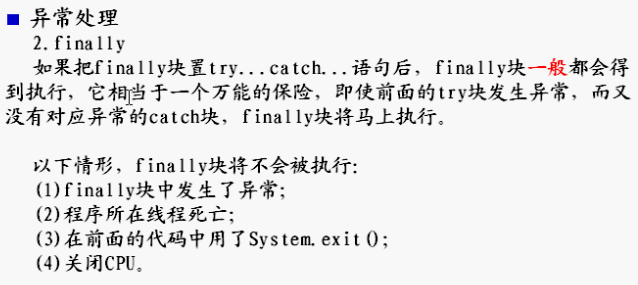 ■ 异常处理
2.finally
如果把finally块置try...catch...语句后，finally块一般都会得
到执行，它相当于一个万能的保险，即使前面的try块发生异常，而又
没有对应异常的catch块，finally块将马上执行。
以下情形，finally块将不会被执行：
(1)finally块中发生了异常；
(2)程序所在线程死亡；
(3)在前面的代码中用了System.exit()；
(4)关闭CPU。